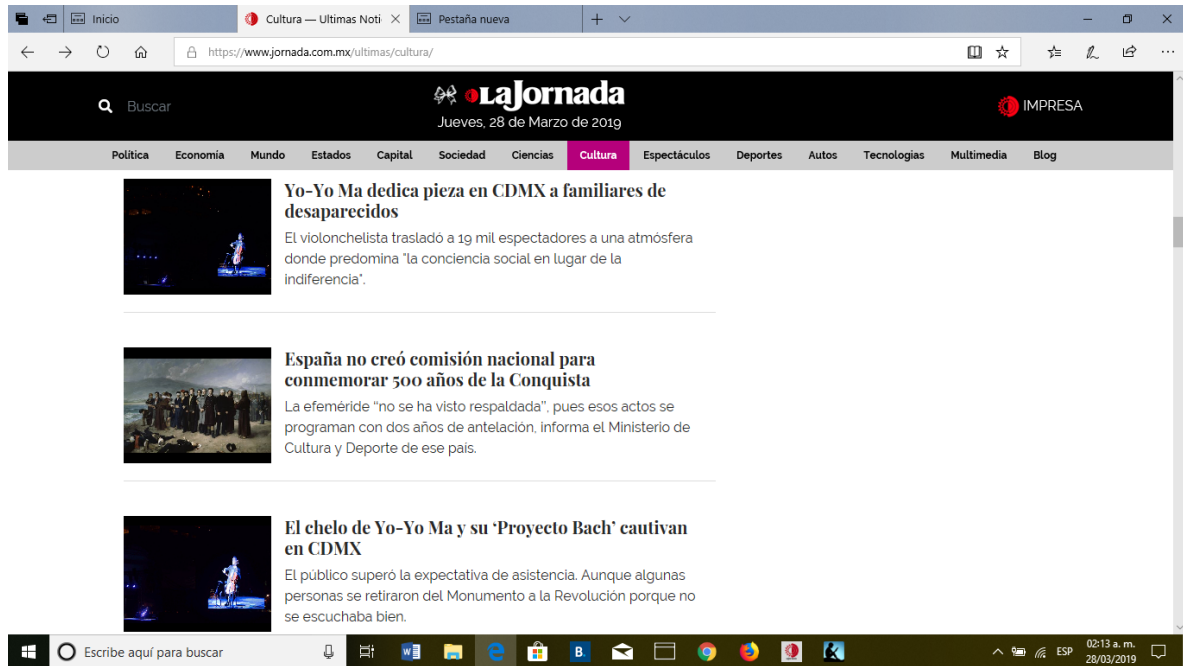 Inicio
Cultura — Ultimas Noti
Pestaña nueva
https://www.jornada.com.mx/ultimas/cultura/
Buscar
La Jornada
Jueves, 28 de Marzo de 2019
IMPRESA
Política Economía Mundo Estados Capital Sociedad Ciencias Cultura Espectáculos Deportes Autos Tecnologias Multimedia Blog
Yo-Yo Ma dedica pieza en CDMX a familiares de
desaparecidos
El violonchelista trasladó a 19 mil espectadores a una atmósfera
donde predomina "la conciencia social en lugar de la
indiferencia".
España no creó comisión nacional para
conmemorar 500 años de la Conquista
La efeméride “no se ha visto respaldada”, pues esos actos se
programan con dos años de antelación, informa el Ministerio de
Cultura y Deporte de ese país.
El chelo de Yo-Yo Ma y su ‘Proyecto Bach’ cautivan
en CDMX
El público superó la expectativa de asistencia. Aunque algunas
personas se retiraron del Monumento a la Revolución porque no
se escuchaba bien.
Escribe aquí para buscar
B.
ESP
02:13 a. m.
28/03/2019